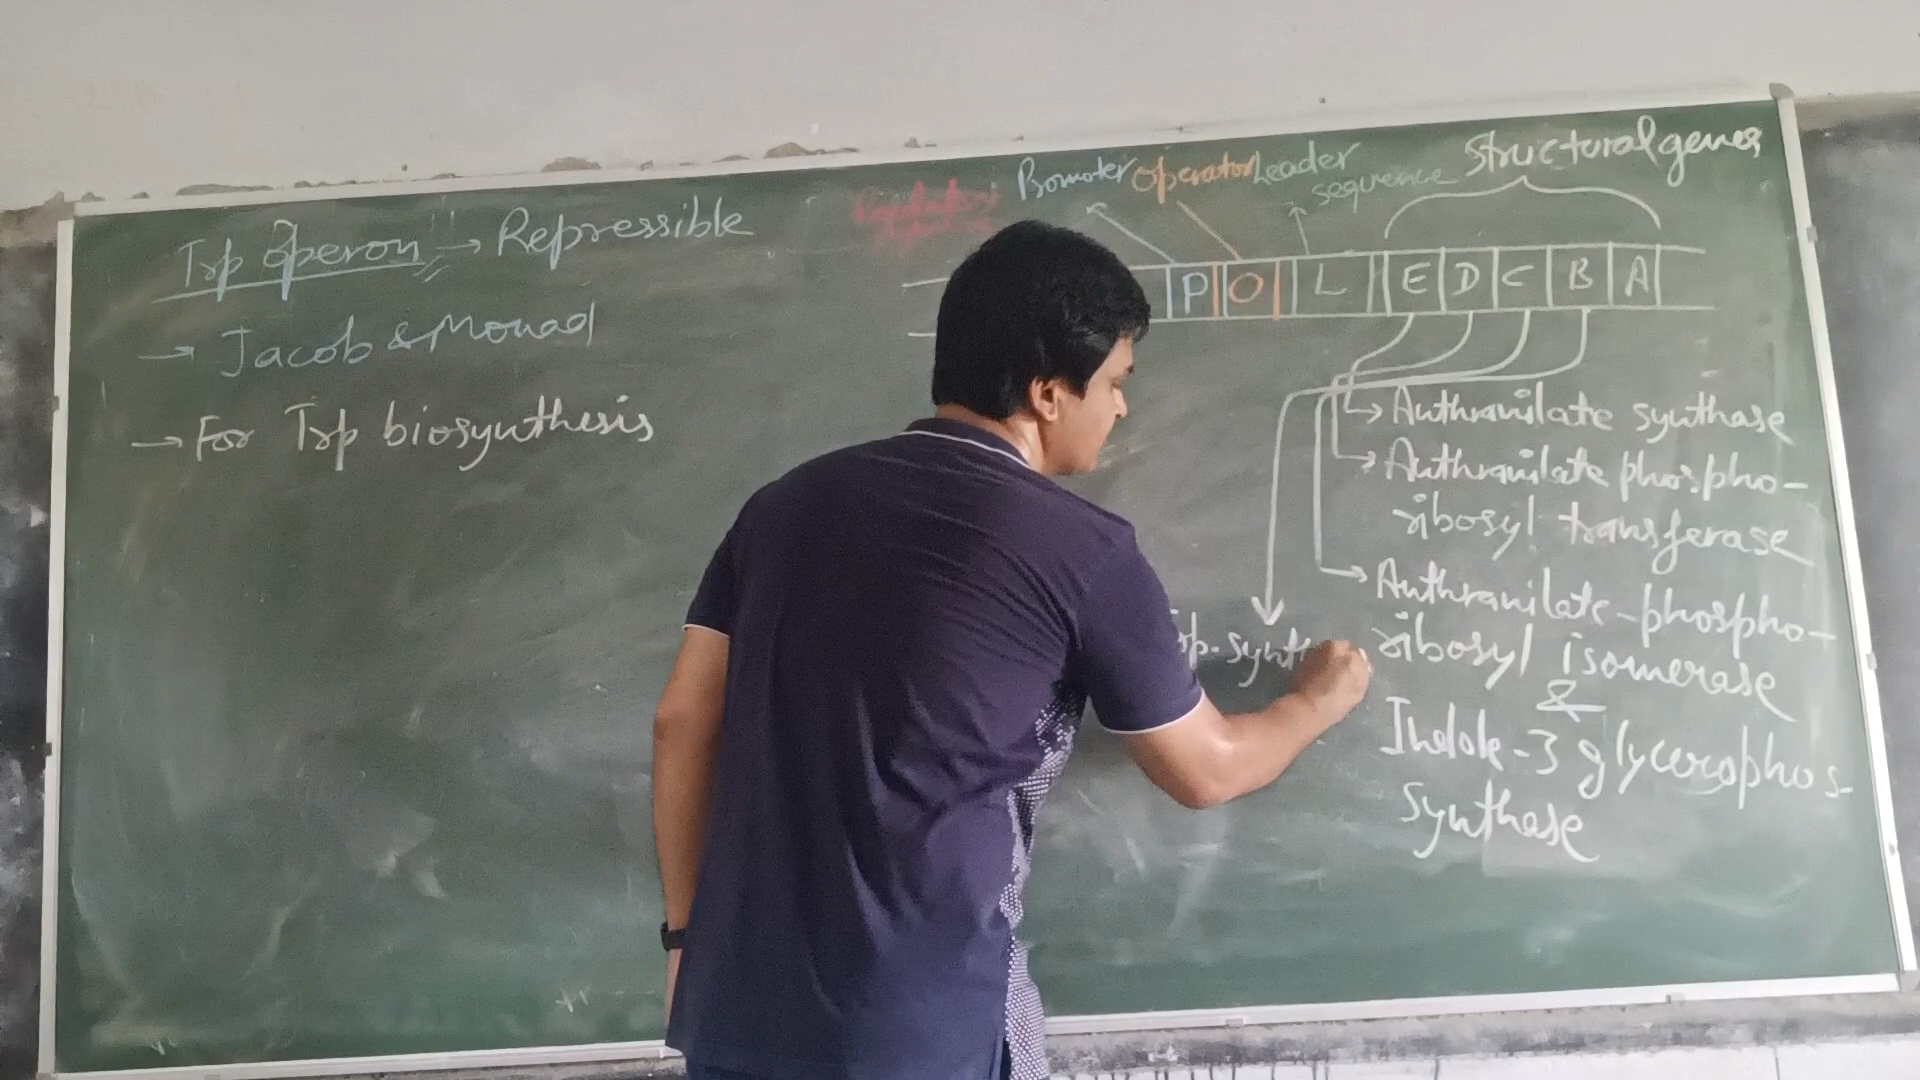 Trp Operon → Repressible
→ Jacob & Monad
→ For Trp biosynthesis
Promoter Operator Leader sequence Structural genes
P O L E D C B A
→ Anthranilate synthase
→ Anthranilate phospho-
ribosyl transferase
→ Anthranilate-phospho-
ribosyl isomerase
&
Indole-3 glycerophos-
synthase